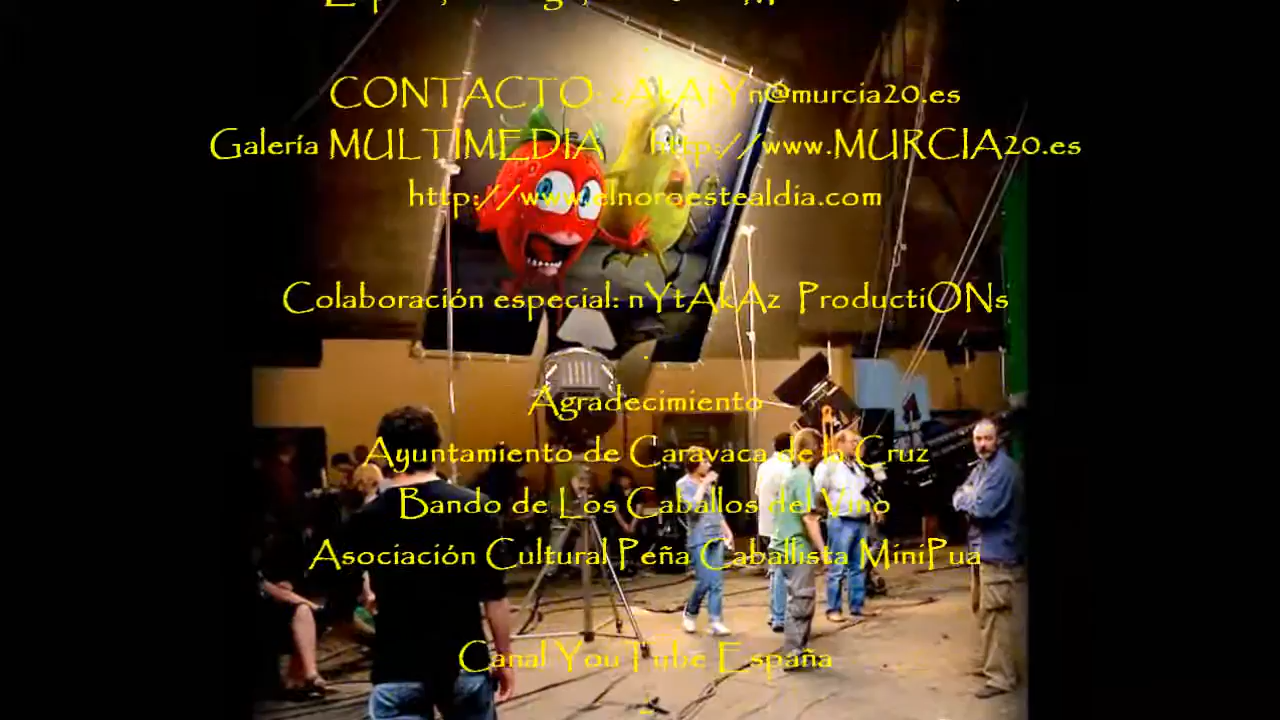 CONTACTO: zAkAtYn@murcia20.es
Galería MULTIMEDIA http://www.MURCIA20.es
http://www.elnoroestealdia.com
.
Colaboración especial: nYtAkAz ProductiONs
.
Agradecimiento
Ayuntamiento de Caravaca de la Cruz
Bando de Los Caballos del Vino
Asociación Cultural Peña Caballista MiniPua
Canal YouTube España